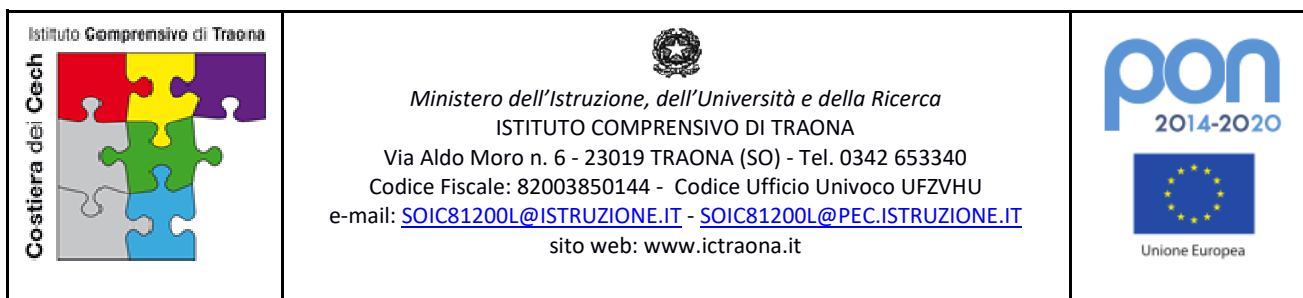 Istituto Comprensivo di Traona
Costiera dei Cech
Ministero dell'Istruzione, dell'Università e della Ricerca
ISTITUTO COMPRENSIVO DI TRAONA
Via Aldo Moro n. 6 - 23019 TRAONA (SO) - Tel. 0342 653340
Codice Fiscale: 82003850144 - Codice Ufficio Univoco UFZVHU
e-mail: SOIC81200L@ISTRUZIONE.IT - SOIC81200L@PEC.ISTRUZIONE.IT
sito web: www.ictraona.it
pon
2014-2020
Unione Europea